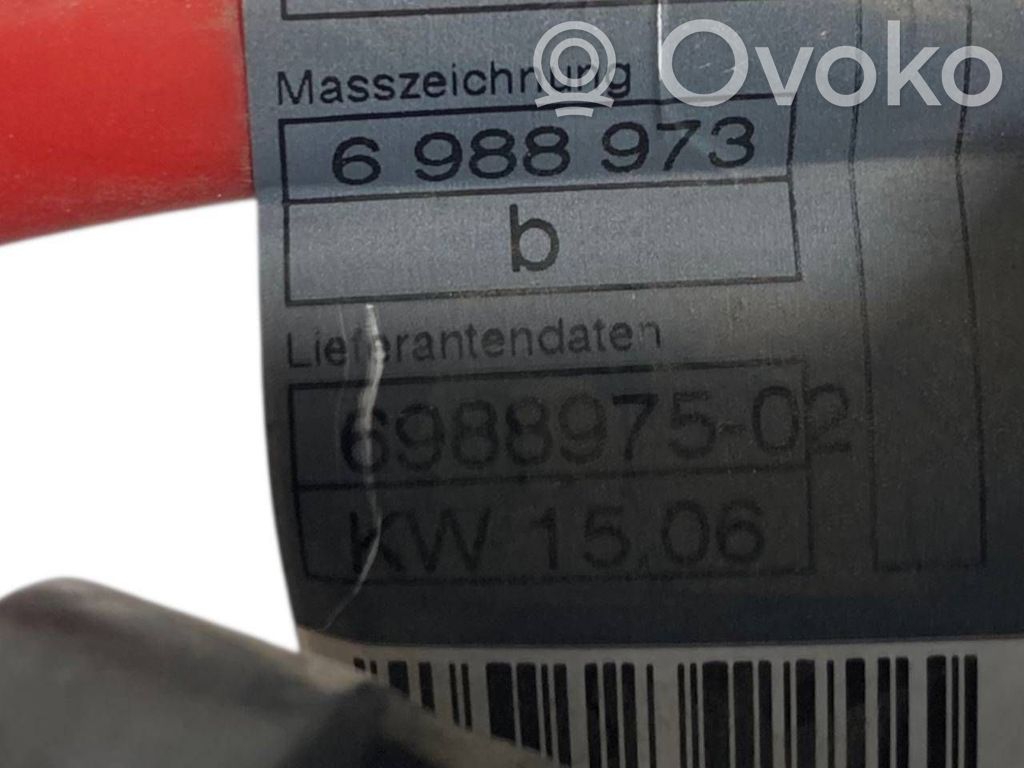 Ovoko
Masszeichnung
6 988 973
b
Lieferantendaten
6988975-02
KW 15.06